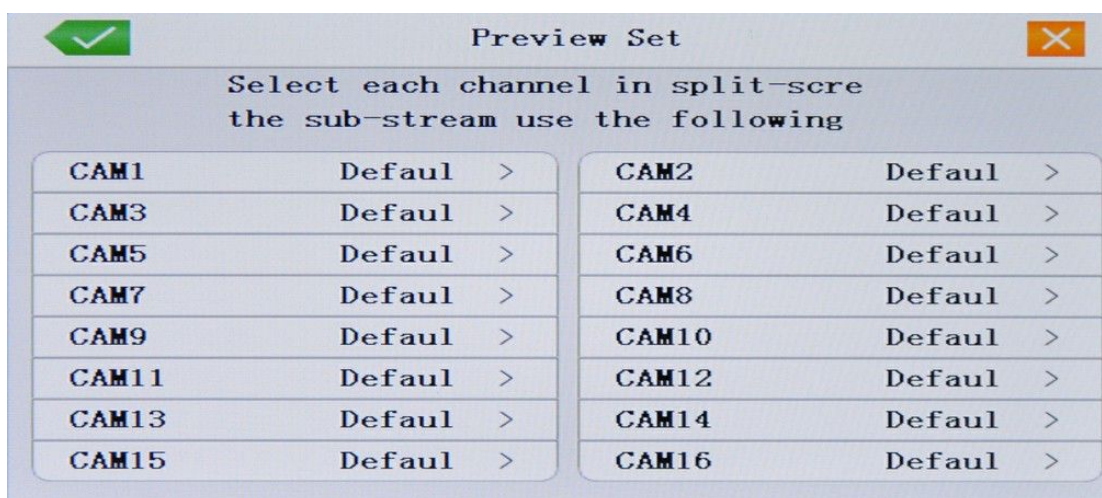 Preview Set
Select each channel in split-scre
the sub-stream use the following
CAM1 Defaul > CAM2 Defaul >
CAM3 Defaul > CAM4 Defaul >
CAM5 Defaul > CAM6 Defaul >
CAM7 Defaul > CAM8 Defaul >
CAM9 Defaul > CAM10 Defaul >
CAM11 Defaul > CAM12 Defaul >
CAM13 Defaul > CAM14 Defaul >
CAM15 Defaul > CAM16 Defaul >